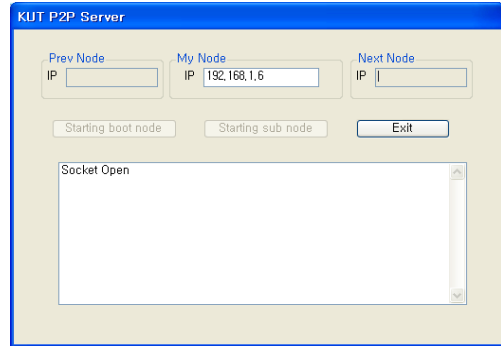 KUT P2P Server
Prev Node
My Node
Next Node
IP
IP 192,168,1,6
IP
Starting boot node
Starting sub node
Exit
Socket Open